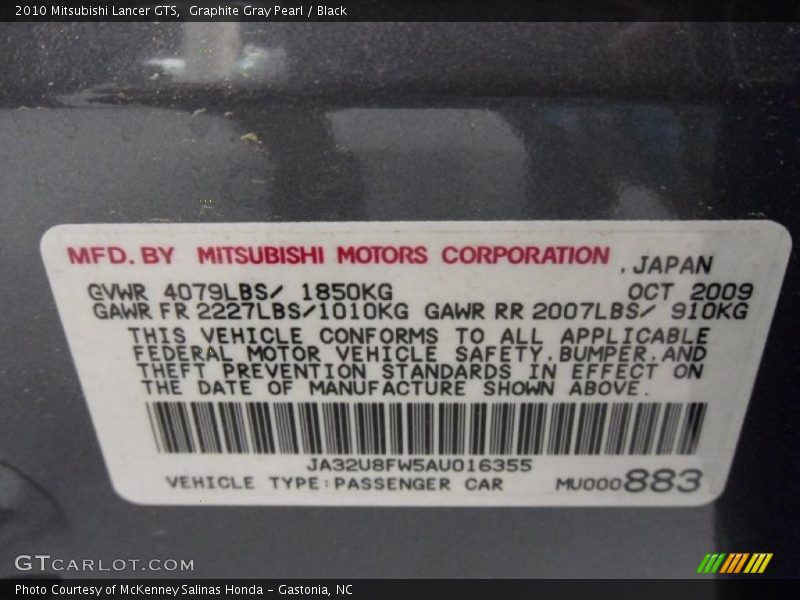 2010 Mitsubishi Lancer GTS,  Graphite Gray Pearl / Black
MFD. BY MITSUBISHI MOTORS CORPORATION , JAPAN
GVWR 4079LBS/ 1850KG OCT 2009
GAWR FR 2227LBS/1010KG GAWR RR 2007LBS/ 910KG
THIS VEHICLE CONFORMS TO ALL APPLICABLE
FEDERAL MOTOR VEHICLE SAFETY,BUMPER,AND
THEFT PREVENTION STANDARDS IN EFFECT ON
THE DATE OF MANUFACTURE SHOWN ABOVE.
JA32U8FW5AU016355
VEHICLE TYPE:PASSENGER CAR MU000883
GTCARLOT.COM
Photo Courtesy of McKenney Salinas Honda – Gastonia, NC